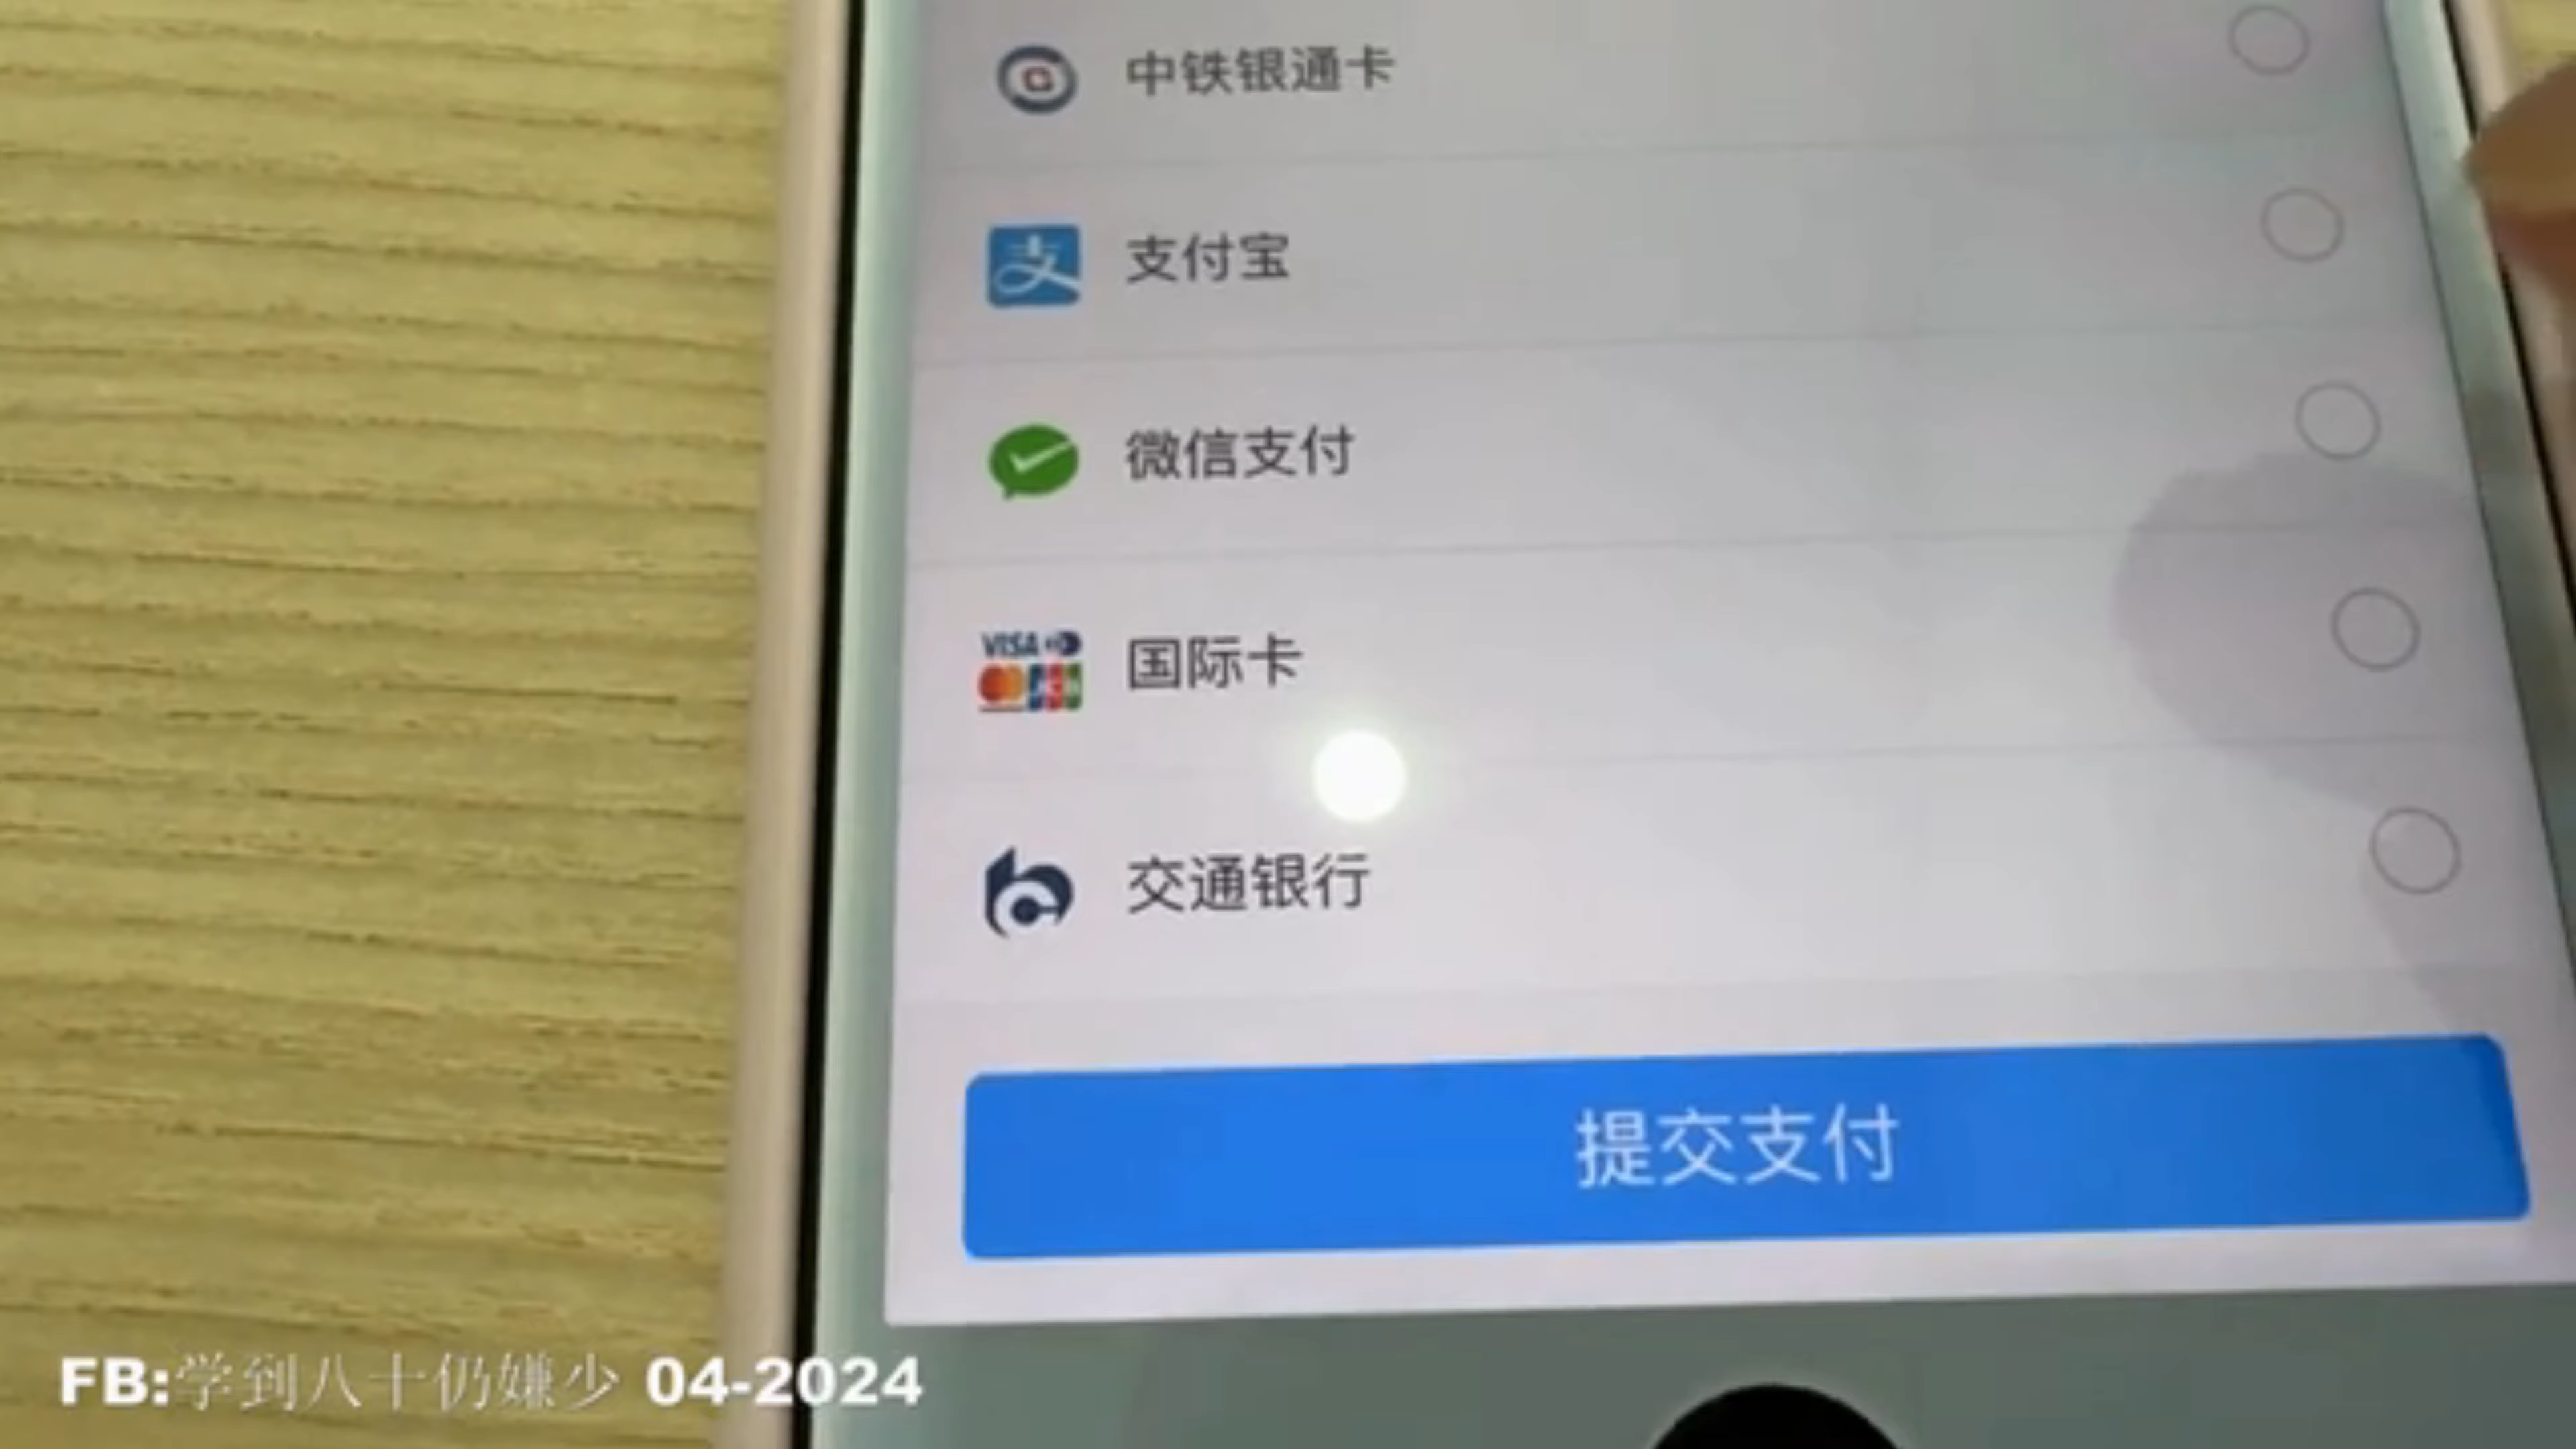 中铁银通卡
支付宝
微信支付
VISA
JCB
国际卡
交通银行
提交支付
FB:学到八十仍嫌少 04-2024